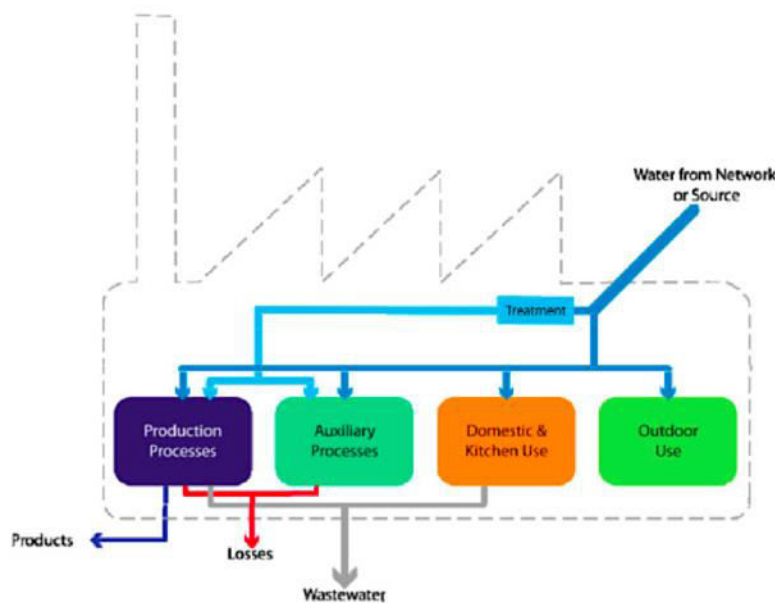 Water from Network
or Source
Treatment
Production
Processes
Auxiliary
Processes
Domestic &
Kitchen Use
Outdoor
Use
Products
Losses
Wastewater